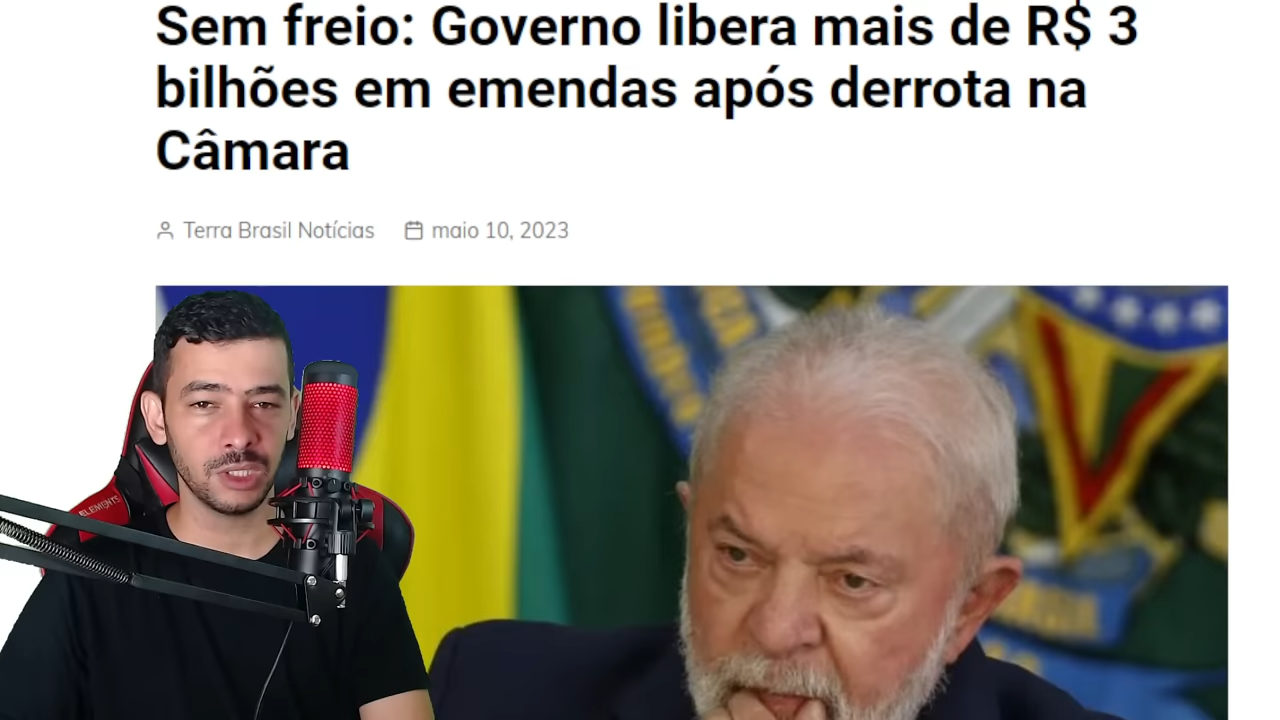 Sem freio: Governo libera mais de R$ 3
bilhões em emendas após derrota na
Câmara
Terra Brasil Notícias maio 10, 2023
ELEMENTS